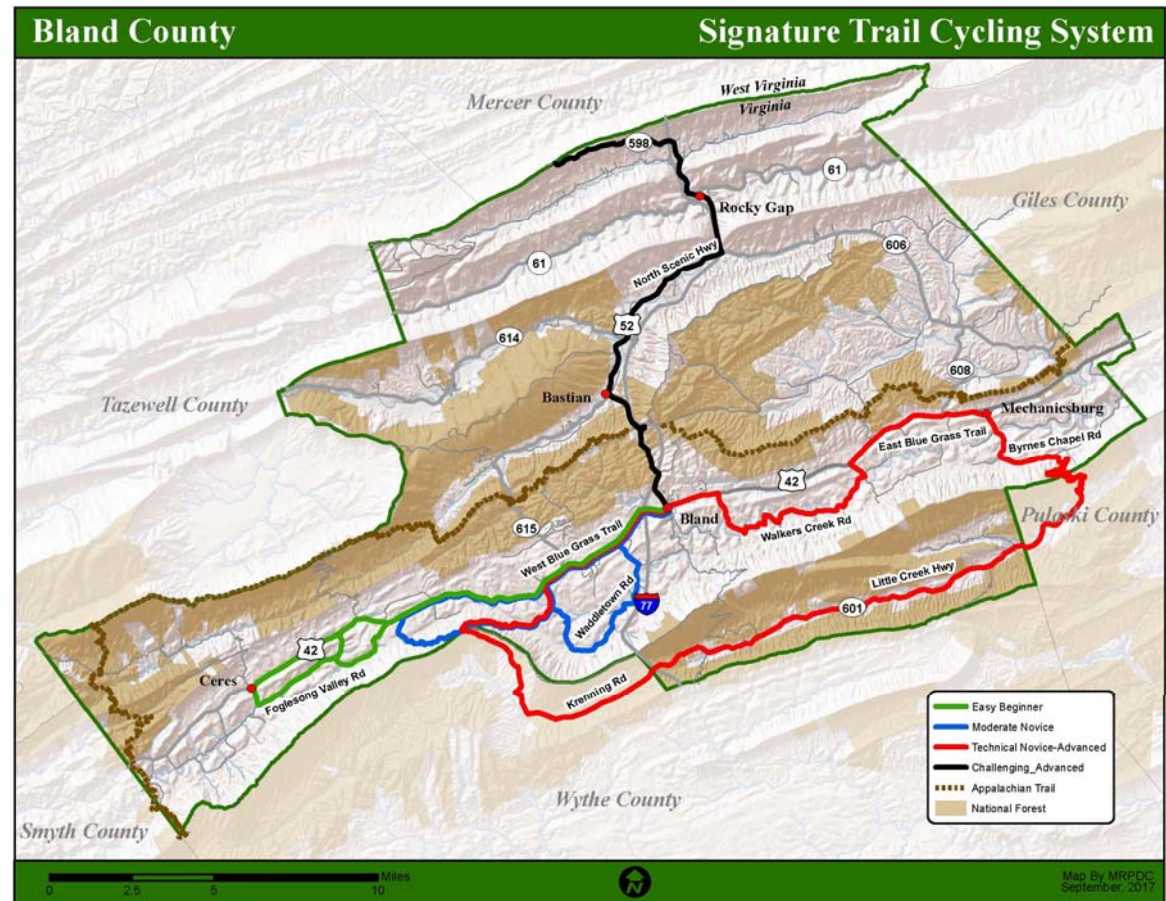 Bland County
Signature Trail Cycling System
Mercer County
West Virginia
Virginia
598
61
Rocky Gap
Giles County
61
606
North Scenic Hwy
52
614
608
Bastian
Tazewell County
Mechanicsburg
East Blue Grass Trail
Byrnes Chapel Rd
42
Bland
Pulaski County
615
Walkers Creek Rd
West Blue Grass Trail
Little Creek Hwy
Waddletown Rd
77
601
42
Ceres
Foglesong Valley Rd
Krenning Rd
Wythe County
Smyth County
Easy Beginner
Moderate Novice
Technical Novice-Advanced
Challenging_Advanced
Appalachian Trail
National Forest
Miles
0 2.5 5 10
N
Map By MRPDC
September, 2017